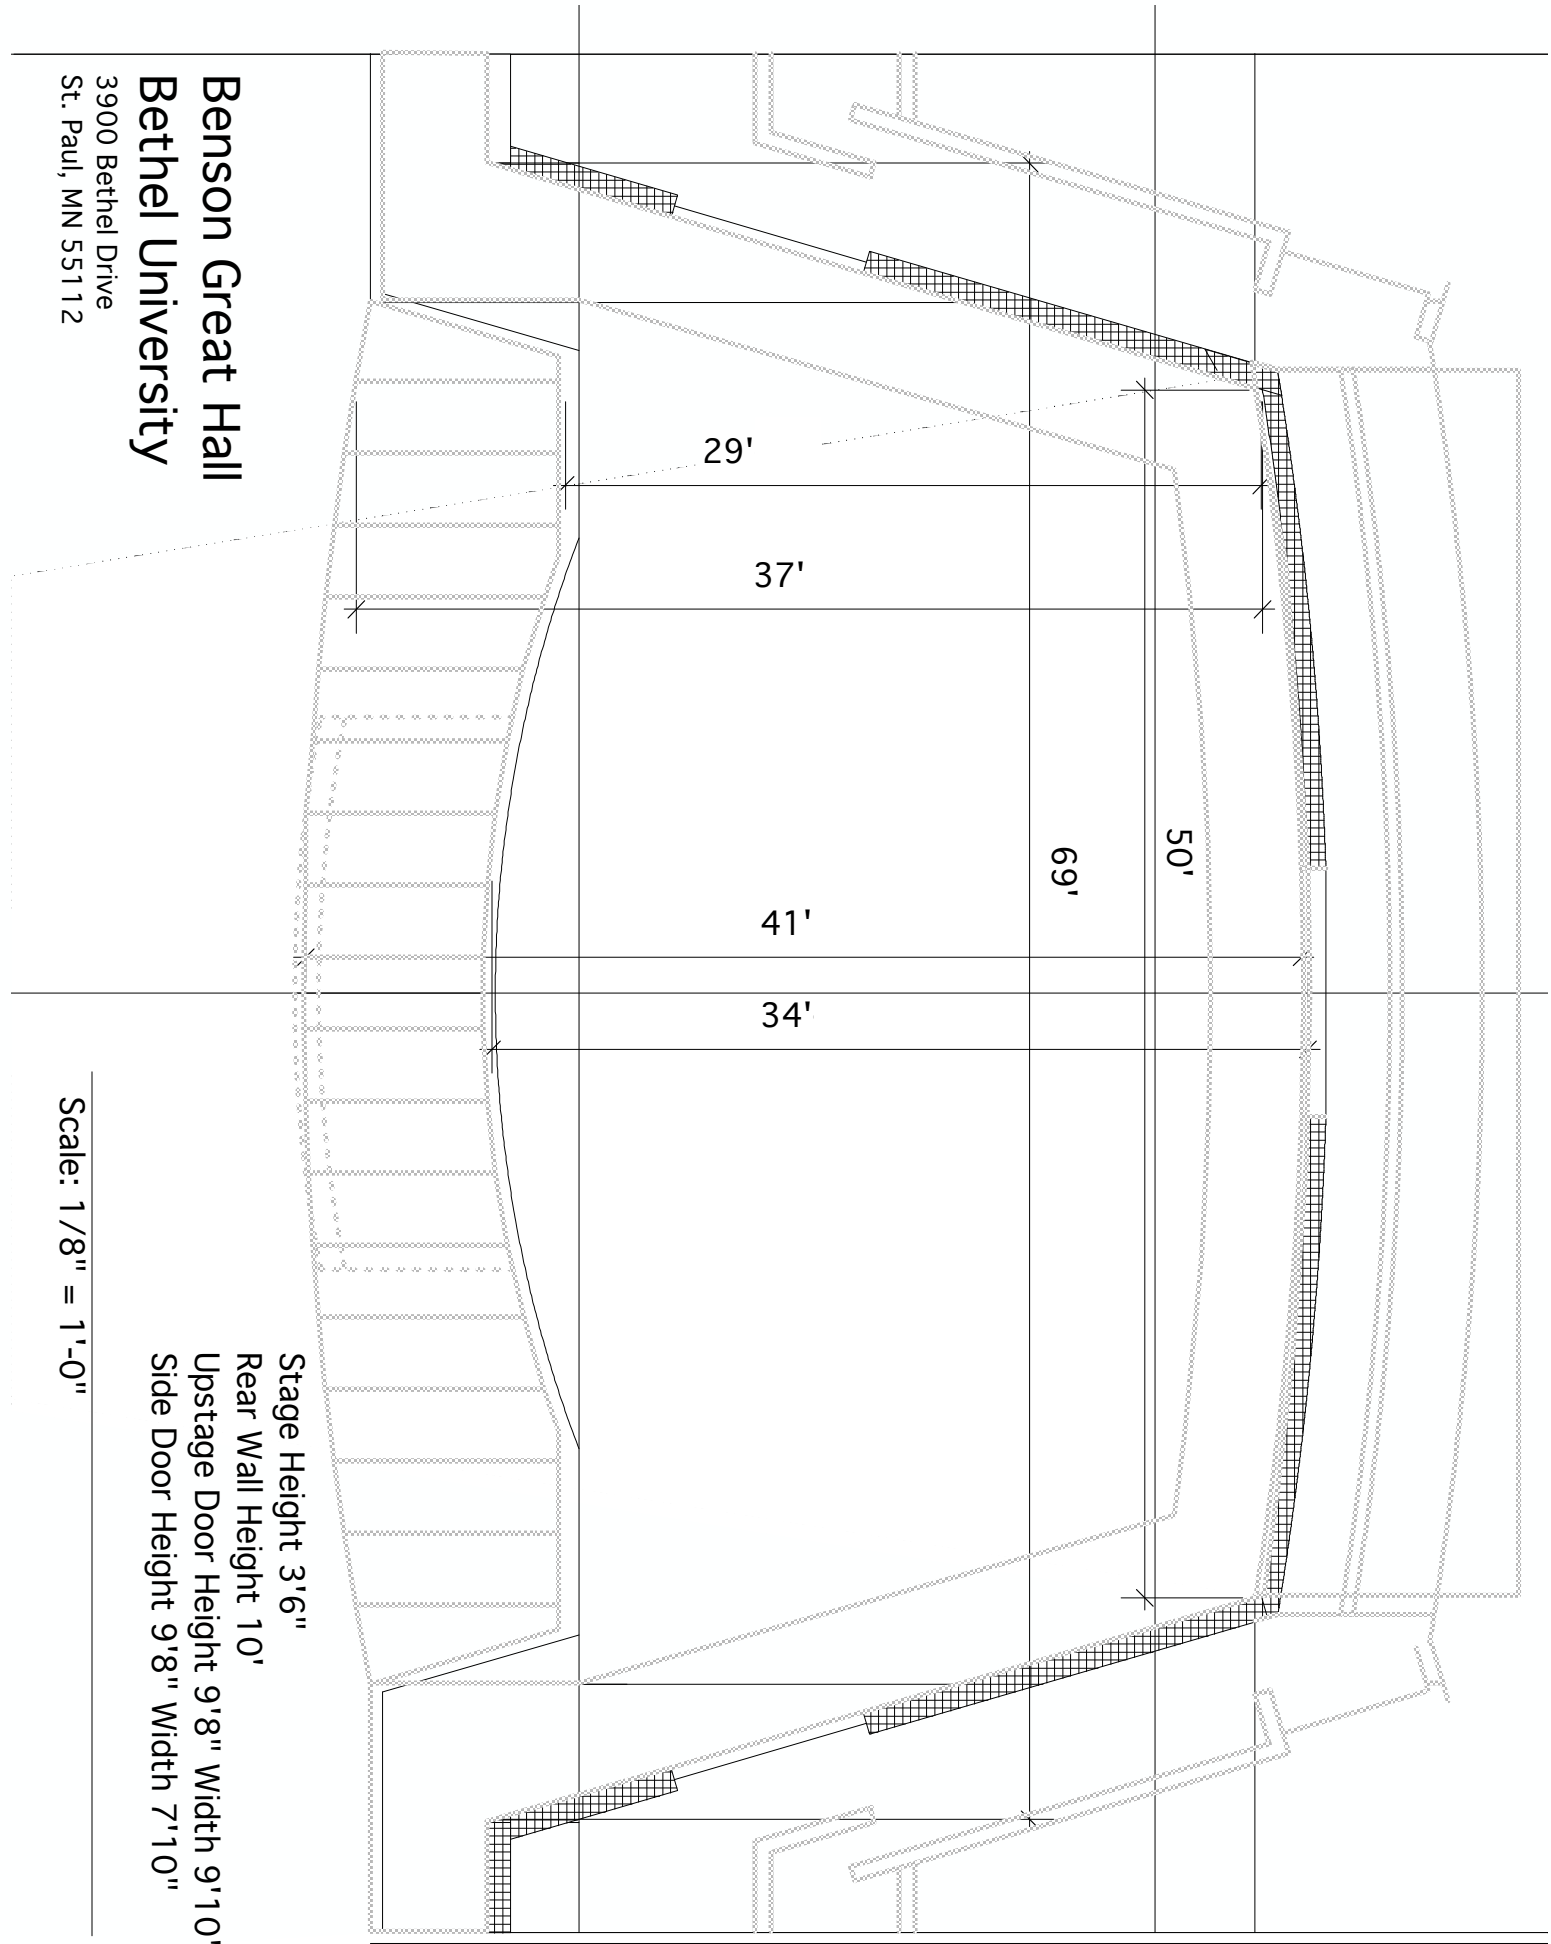 Benson Great Hall
Bethel University
3900 Bethel Drive
St. Paul, MN 55112
29'
37'
50'
69'
41'
34'
Stage Height 3'6"
Rear Wall Height 10'
Upstage Door Height 9'8" Width 9'10"
Side Door Height 9'8" Width 7'10"
Scale: 1/8" = 1'-0"